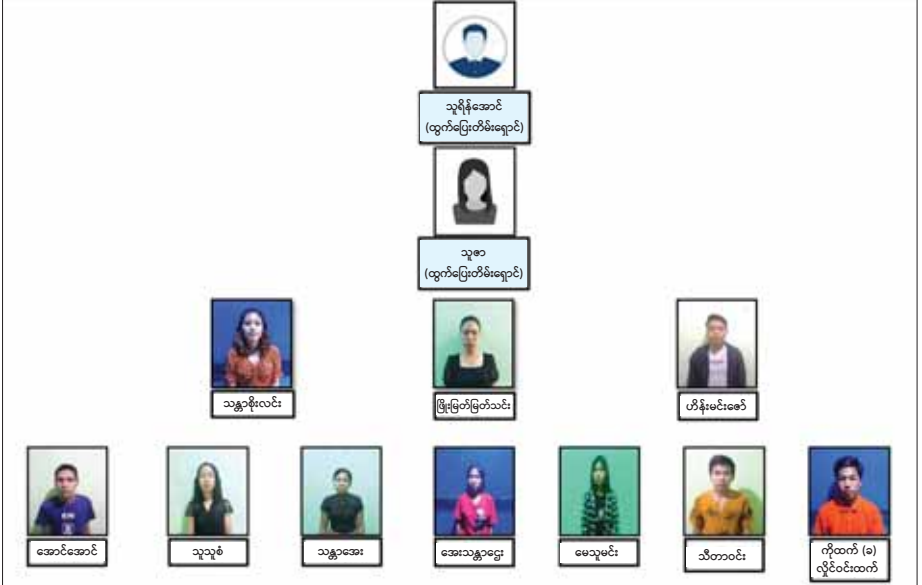 သူရိန်အောင်
(ထွက်ပြေးတိမ်းရှောင်)
သူဇာ
(ထွက်ပြေးတိမ်းရှောင်)
သန္တာစိုးလင်း
ဖြိုးမြတ်မြတ်သင်း
ဟိန်းမင်းဇော်
အောင်အောင်
သူသူစံ
သန္တာအေး
အေးသန္တာဌေး
မေသူမင်း
သီတာဝင်း
ကိုထက် (ခ)
လှိုင်ဝင်းထက်